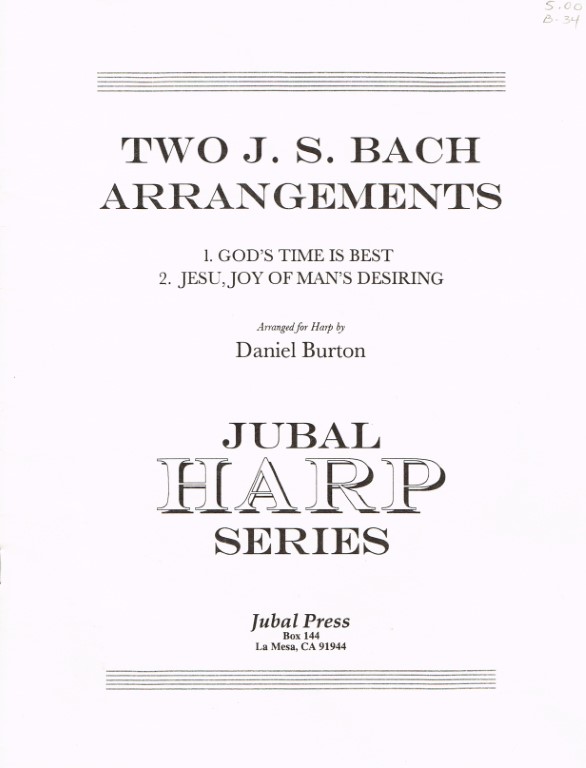 5.00
B-34
TWO J. S. BACH
ARRANGEMENTS
1. GOD'S TIME IS BEST
2. JESU, JOY OF MAN'S DESIRING
Arranged for Harp by
Daniel Burton
JUBAL
HARP
SERIES
Jubal Press
Box 144
La Mesa, CA 91944